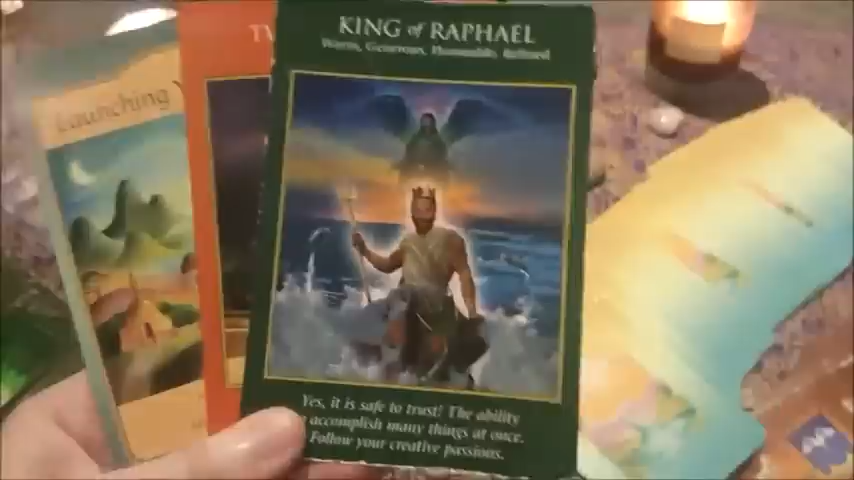 Launching
TV
KING of RAPHAEL
Warm, Generous, Honorable, Refined
Yes, it is safe to trust! The ability
accomplish many things at once.
Follow your creative passions.